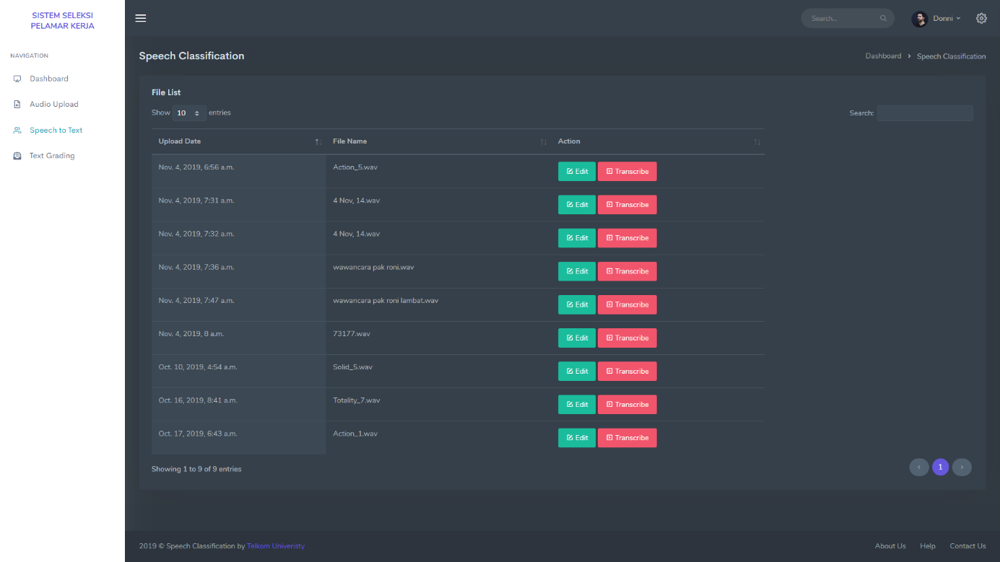 SISTEM SELEKSI
PELAMAR KERJA
Search...
Donni
NAVIGATION
Dashboard
Audio Upload
Speech to Text
Text Grading
Speech Classification
Dashboard > Speech Classification
File List
Show 10 entries
Search:
Upload Date File Name Action
Nov. 4, 2019, 6:56 a.m. Action_5.wav Edit Transcribe
Nov. 4, 2019, 7:31 a.m. 4 Nov, 14.wav Edit Transcribe
Nov. 4, 2019, 7:32 a.m. 4 Nov, 14.wav Edit Transcribe
Nov. 4, 2019, 7:36 a.m. wawancara pak roni.wav Edit Transcribe
Nov. 4, 2019, 7:47 a.m. wawancara pak roni lambat.wav Edit Transcribe
Nov. 4, 2019, 8 a.m. 73177.wav Edit Transcribe
Oct. 10, 2019, 4:54 a.m. Solid_5.wav Edit Transcribe
Oct. 16, 2019, 8:41 a.m. Totality_7.wav Edit Transcribe
Oct. 17, 2019, 6:43 a.m. Action_1.wav Edit Transcribe
Showing 1 to 9 of 9 entries
‹ 1 ›
2019 © Speech Classification by Telkom Univeristy
About Us Help Contact Us